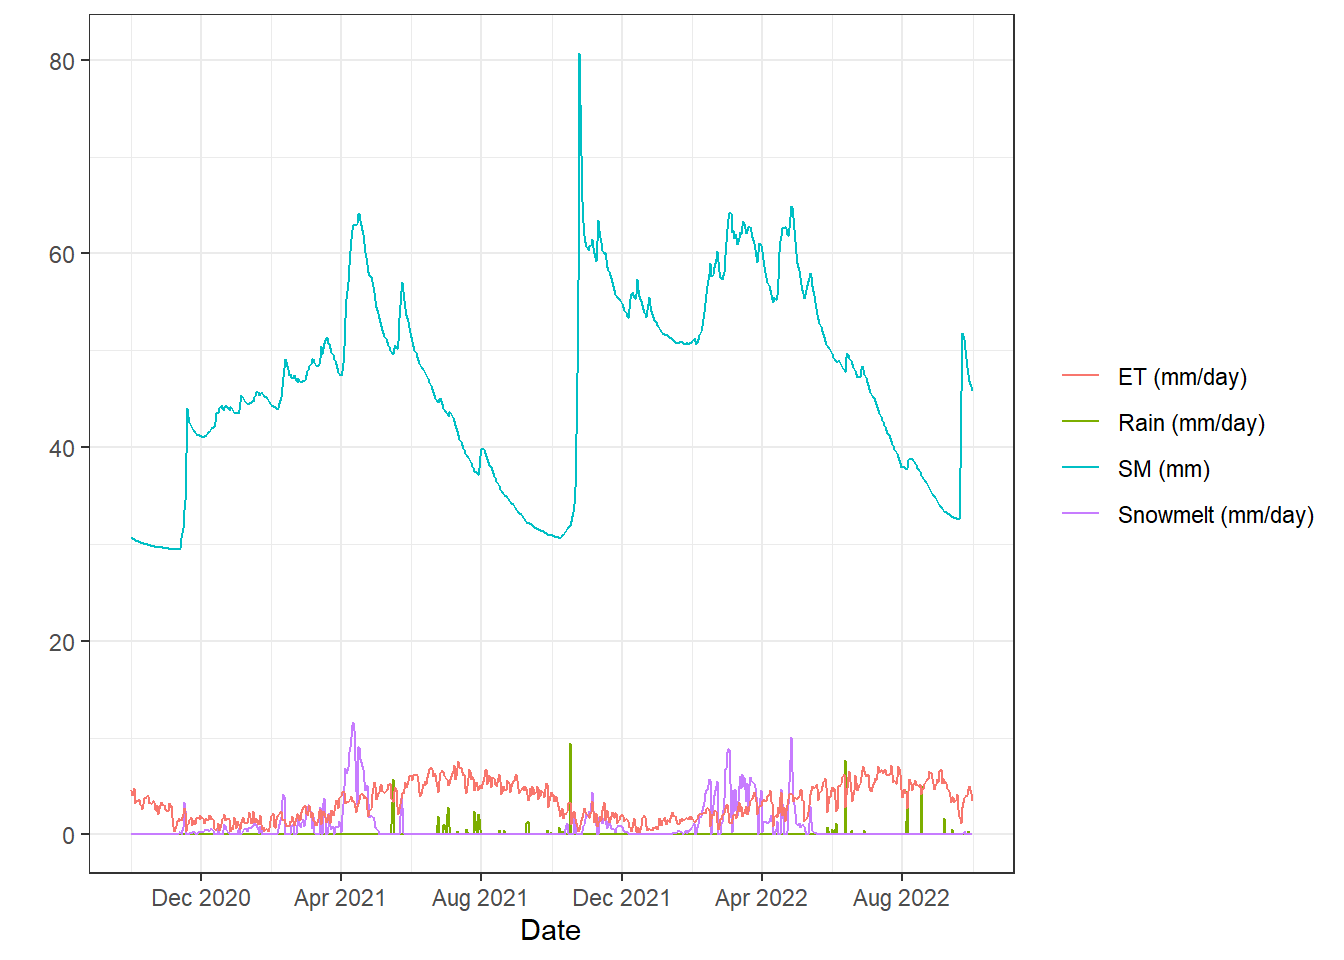 80
60
40
20
0
Dec 2020 Apr 2021 Aug 2021 Dec 2021 Apr 2022 Aug 2022
Date
ET (mm/day)
Rain (mm/day)
SM (mm)
Snowmelt (mm/day)